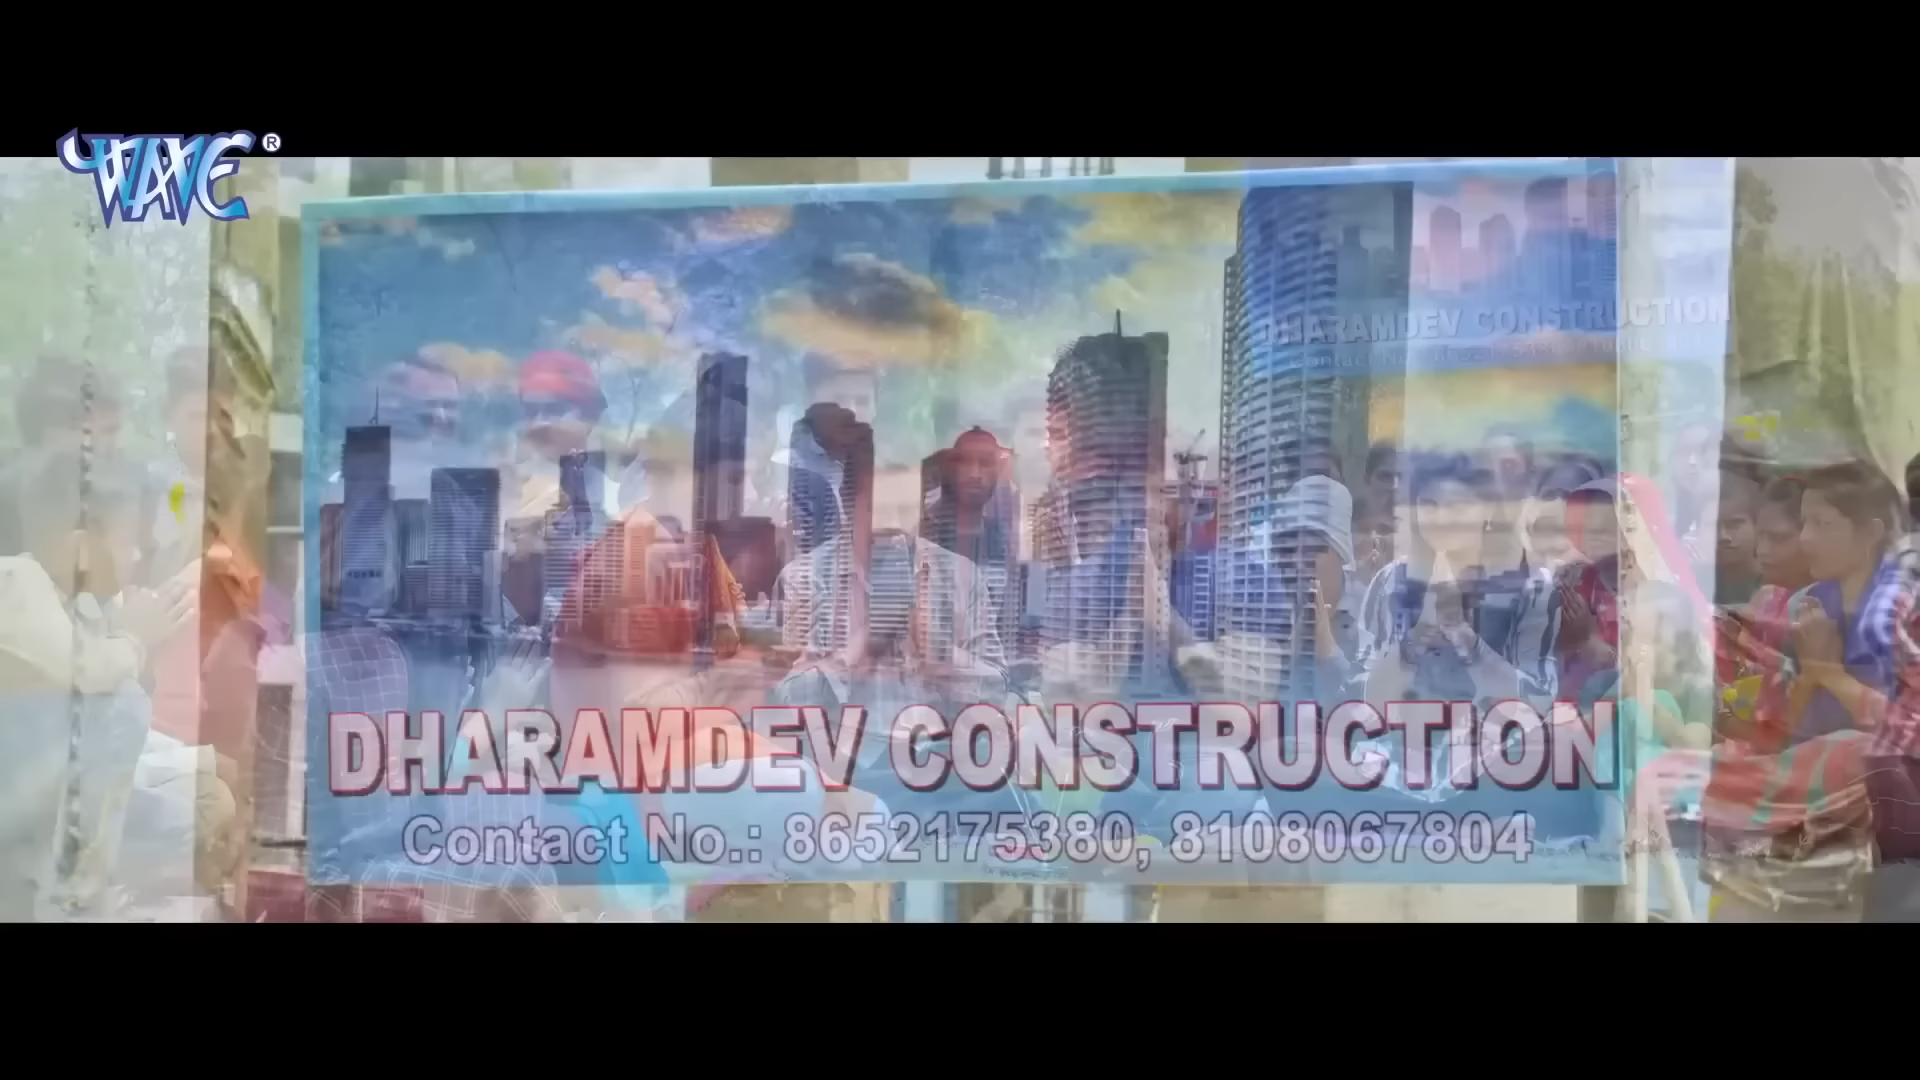 WAVE®
DHARAMDEV CONSTRUCTION
DHARAMDEV CONSTRUCTION
Contact No.: 8652175380, 8108067804